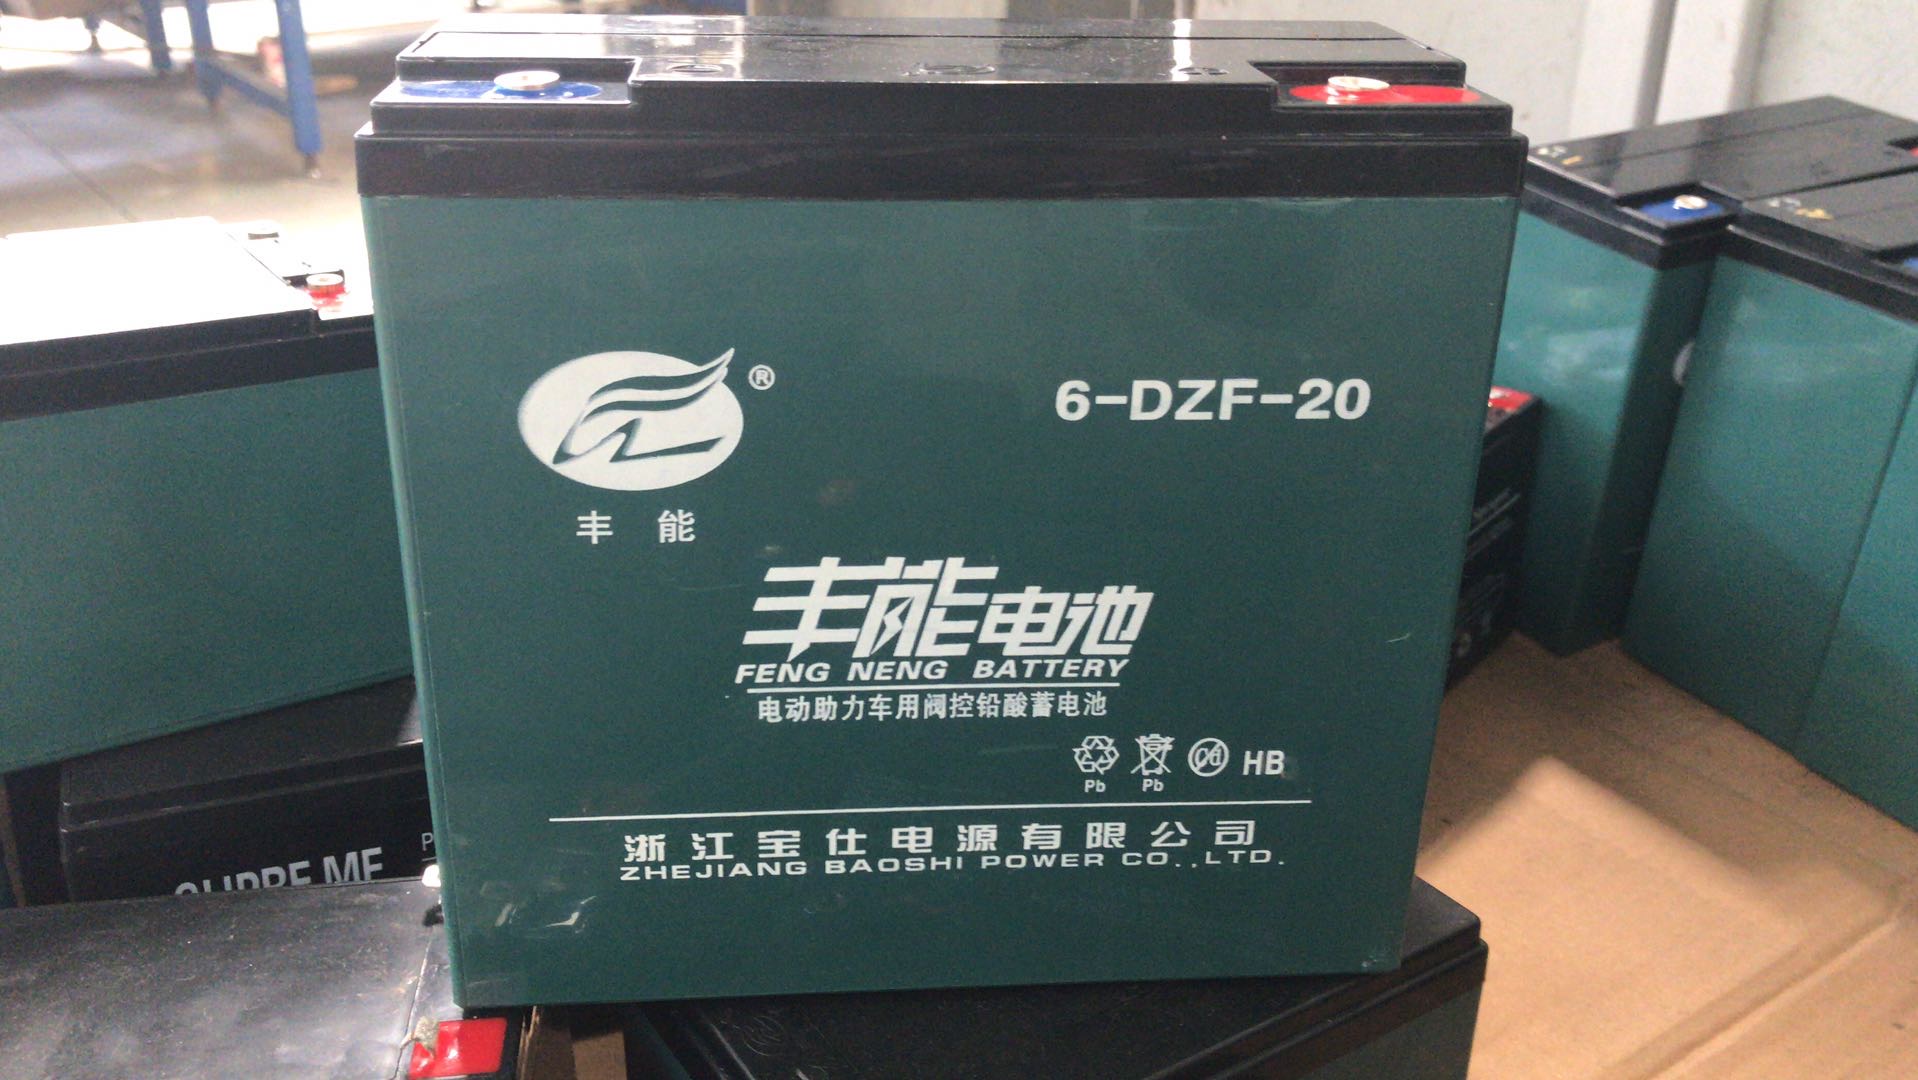 ®
6-DZF-20
丰能
丰能电池
FENG NENG BATTERY
电动助力车用阀控铅酸蓄电池
Pb
Pb
Cd
HB
浙江宝仕电源有限公司
ZHEJIANG BAOSHI POWER CO.,LTD.